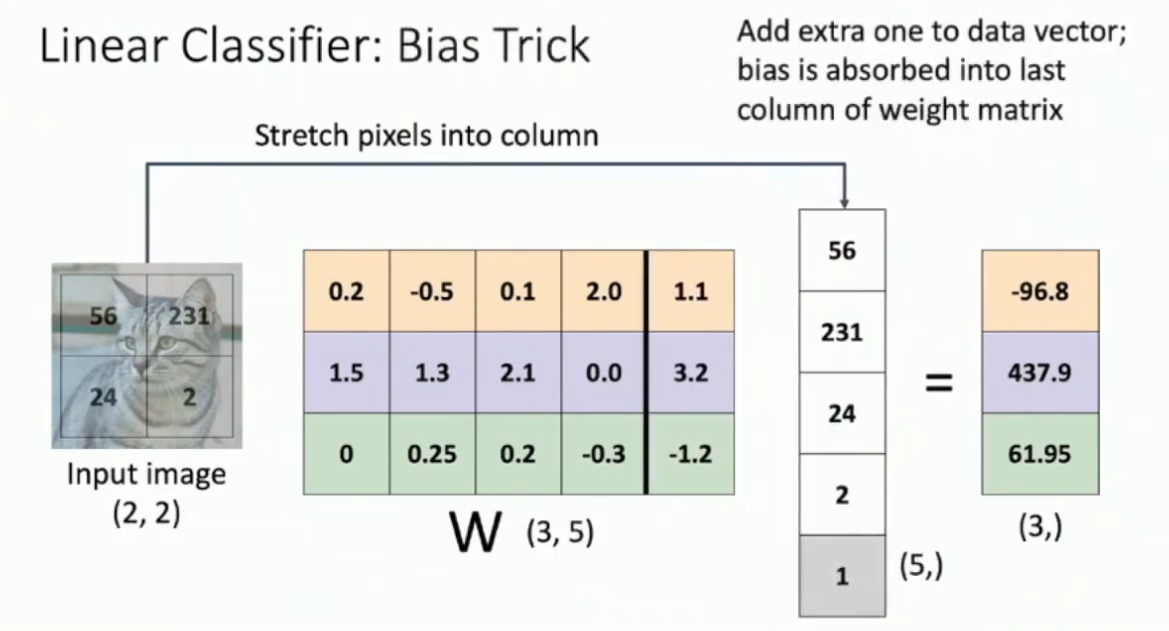 Linear Classifier: Bias Trick
Add extra one to data vector;
bias is absorbed into last
column of weight matrix
Stretch pixels into column
56 231
24 2
Input image
(2, 2)
0.2 -0.5 0.1 2.0 1.1
1.5 1.3 2.1 0.0 3.2
0 0.25 0.2 -0.3 -1.2
W (3, 5)
56
231
24
2
1
(5,)
=
-96.8
437.9
61.95
(3,)